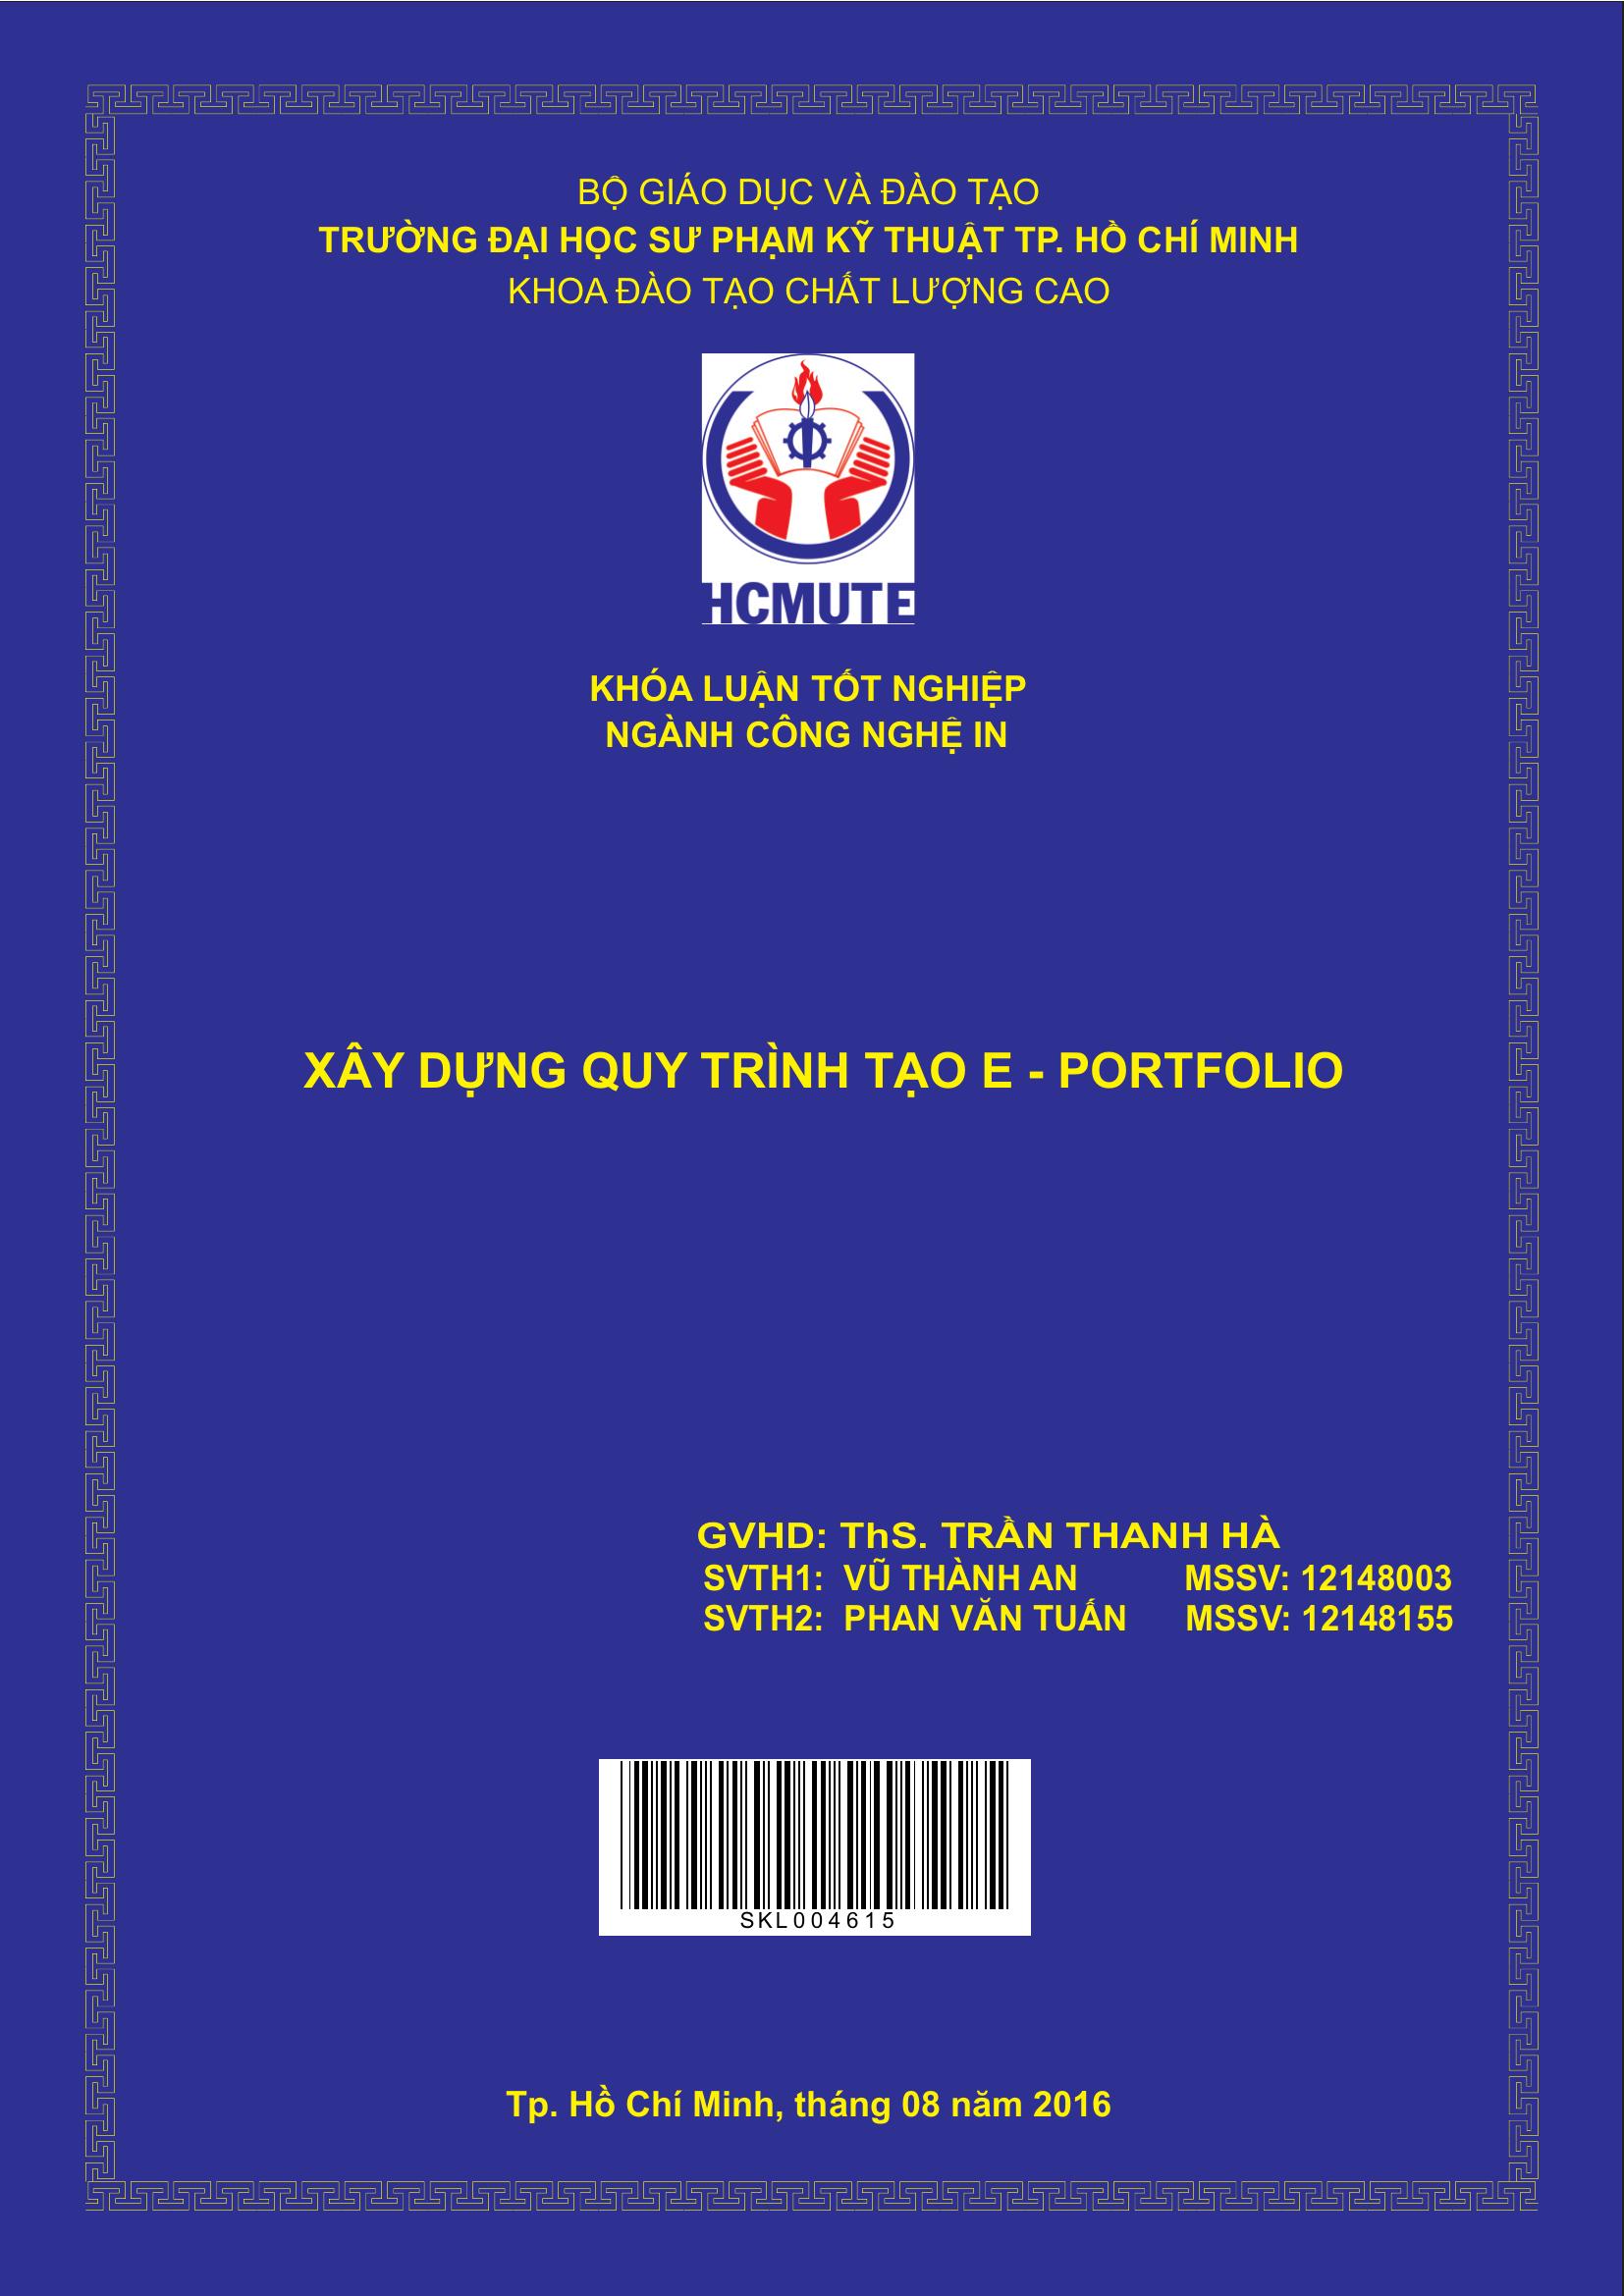 BỘ GIÁO DỤC VÀ ĐÀO TẠO
TRƯỜNG ĐẠI HỌC SƯ PHẠM KỸ THUẬT TP. HỒ CHÍ MINH
KHOA ĐÀO TẠO CHẤT LƯỢNG CAO
HCMUTE
KHÓA LUẬN TỐT NGHIỆP
NGÀNH CÔNG NGHỆ IN
XÂY DỰNG QUY TRÌNH TẠO E - PORTFOLIO
GVHD: ThS. TRẦN THANH HÀ
SVTH1: VŨ THÀNH AN MSSV: 12148003
SVTH2: PHAN VĂN TUẤN MSSV: 12148155
SKL004615
Tp. Hồ Chí Minh, tháng 08 năm 2016